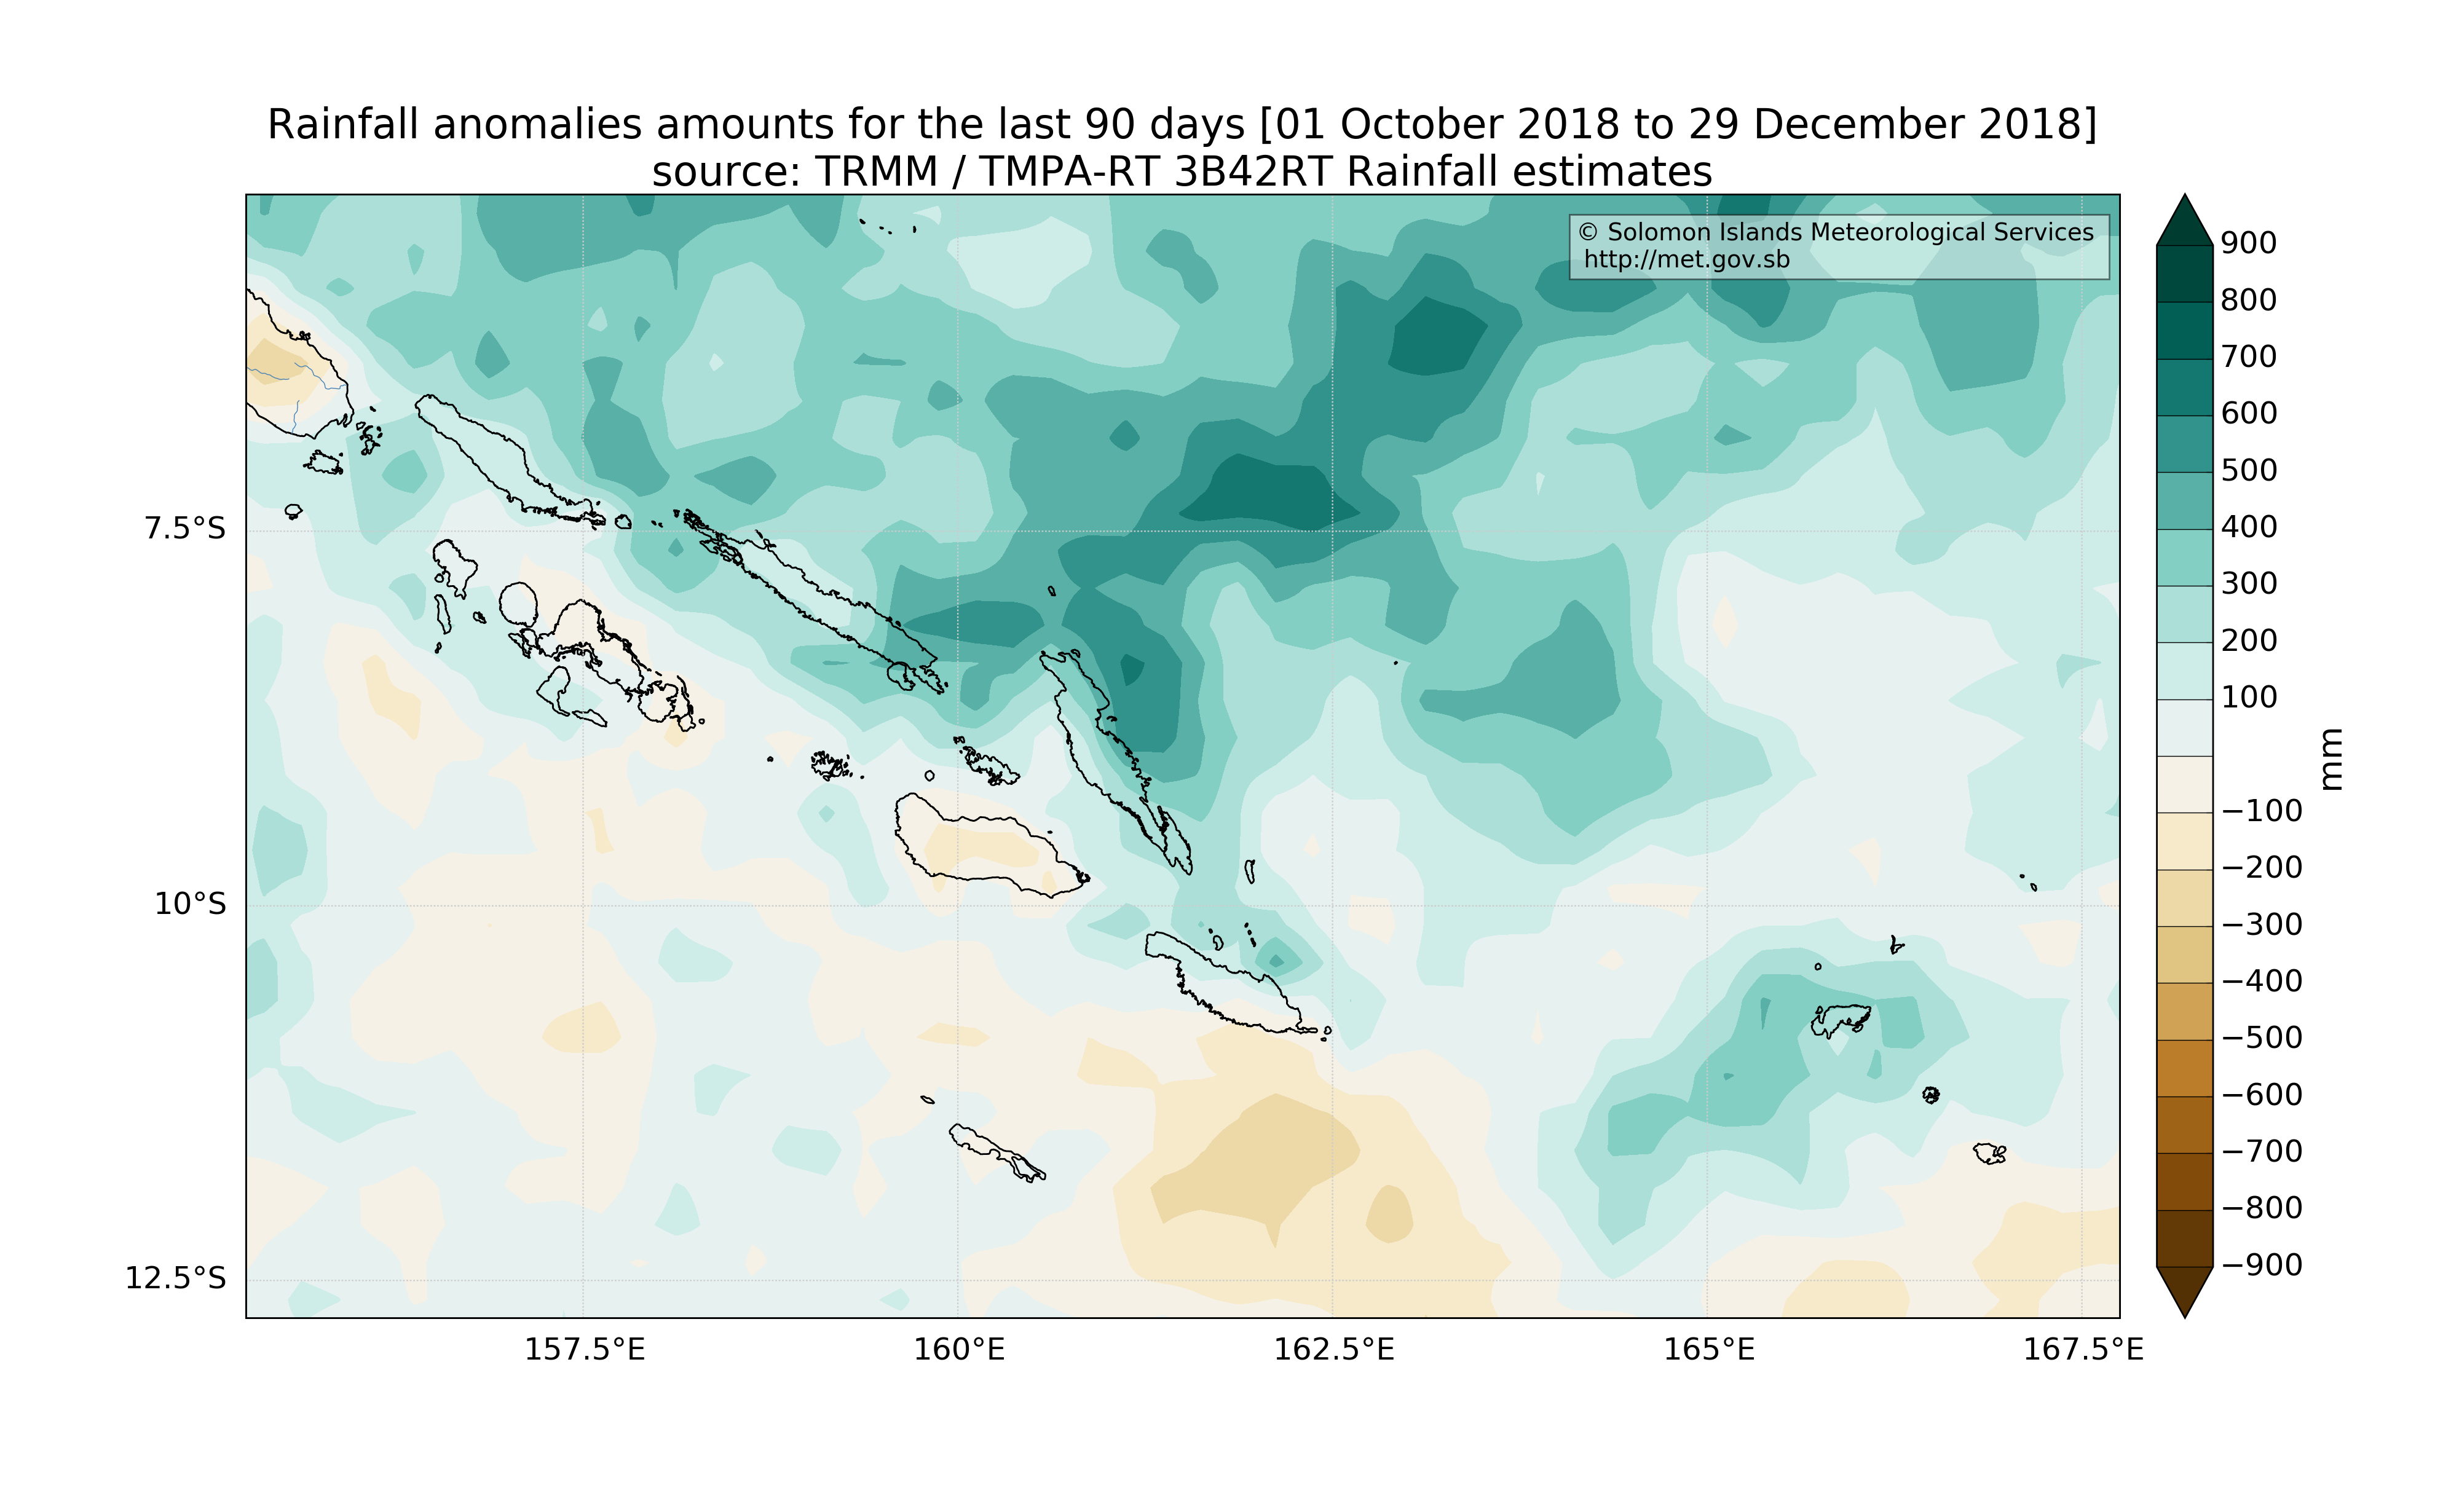 Rainfall anomalies amounts for the last 90 days [01 October 2018 to 29 December 2018]
source: TRMM / TMPA-RT 3B42RT Rainfall estimates
© Solomon Islands Meteorological Services
http://met.gov.sb
7.5°S
10°S
12.5°S
157.5°E
160°E
162.5°E
165°E
167.5°E
900
800
700
600
500
400
300
200
100
−100
−200
−300
−400
−500
−600
−700
−800
−900
mm